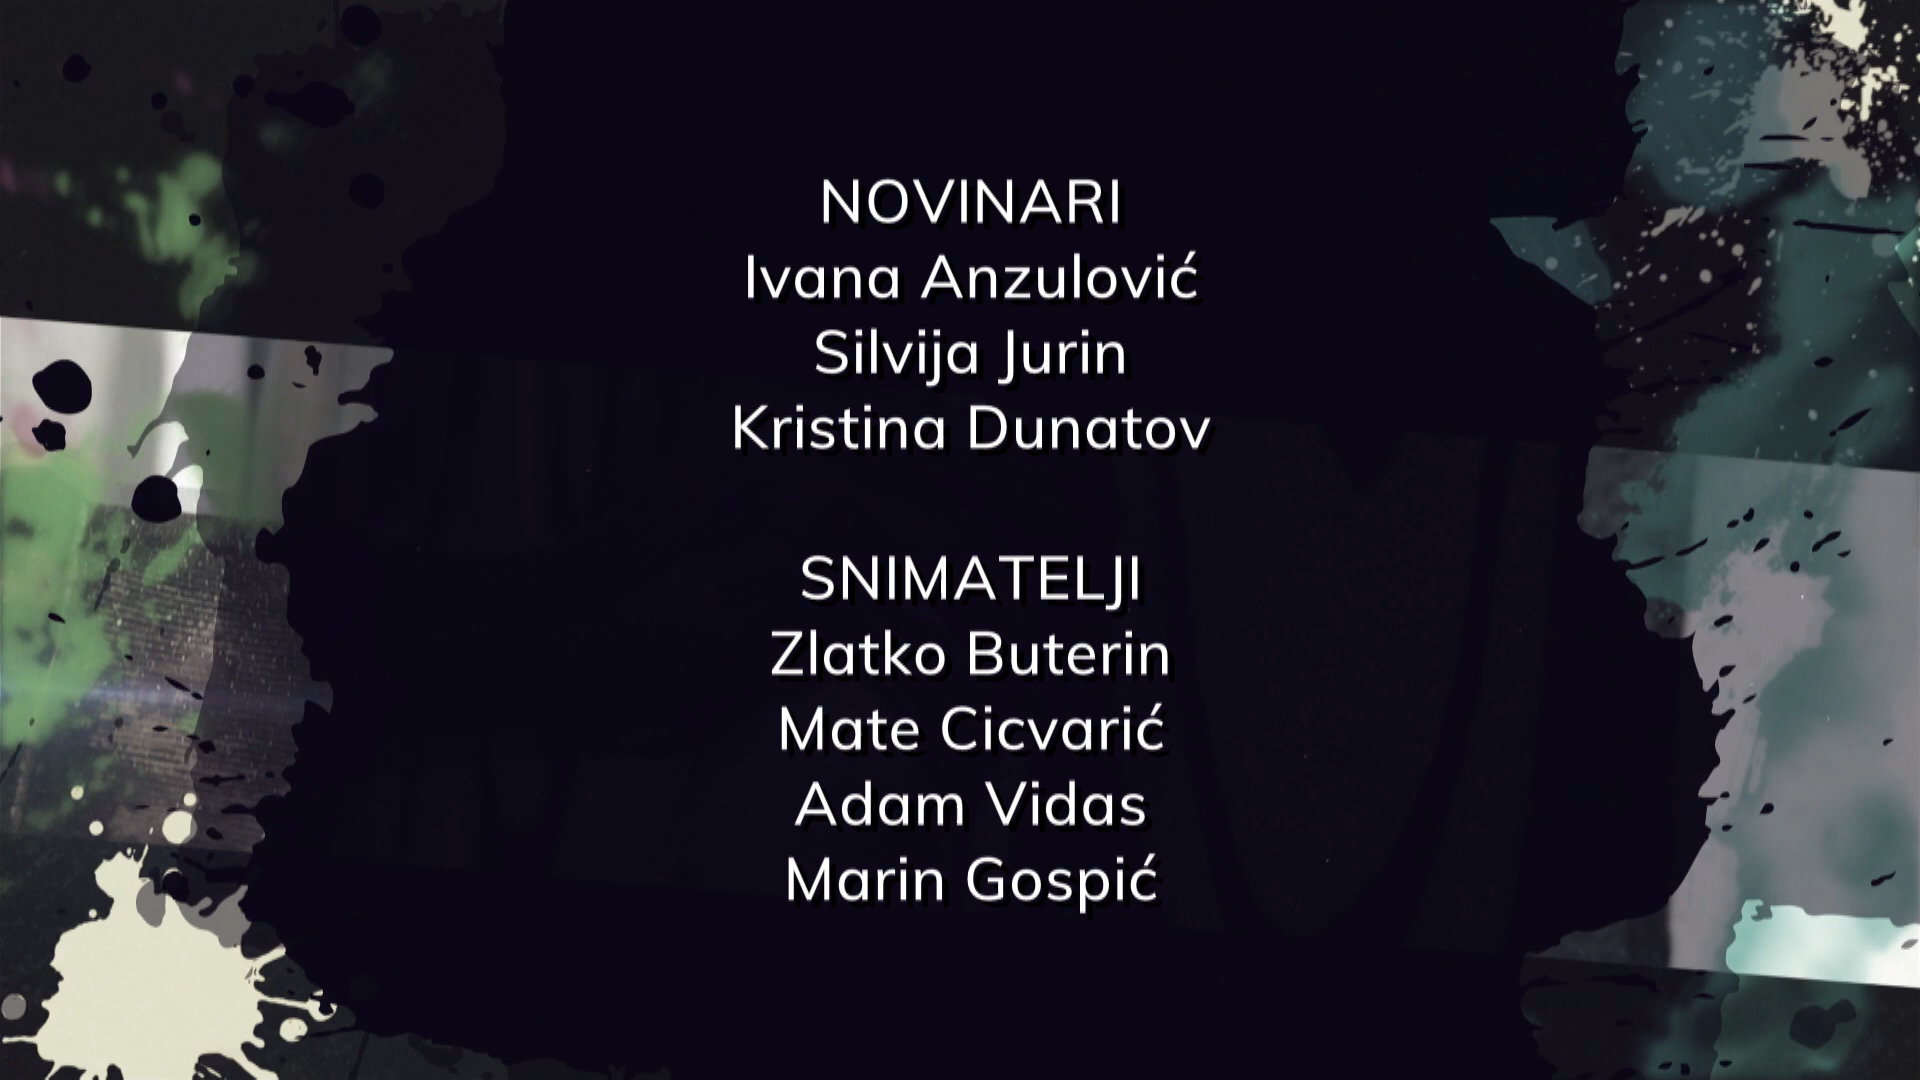 NOVINARI
Ivana Anzulović
Silvija Jurin
Kristina Dunatov
SNIMATELJI
Zlatko Buterin
Mate Cicvarić
Adam Vidas
Marin Gospić